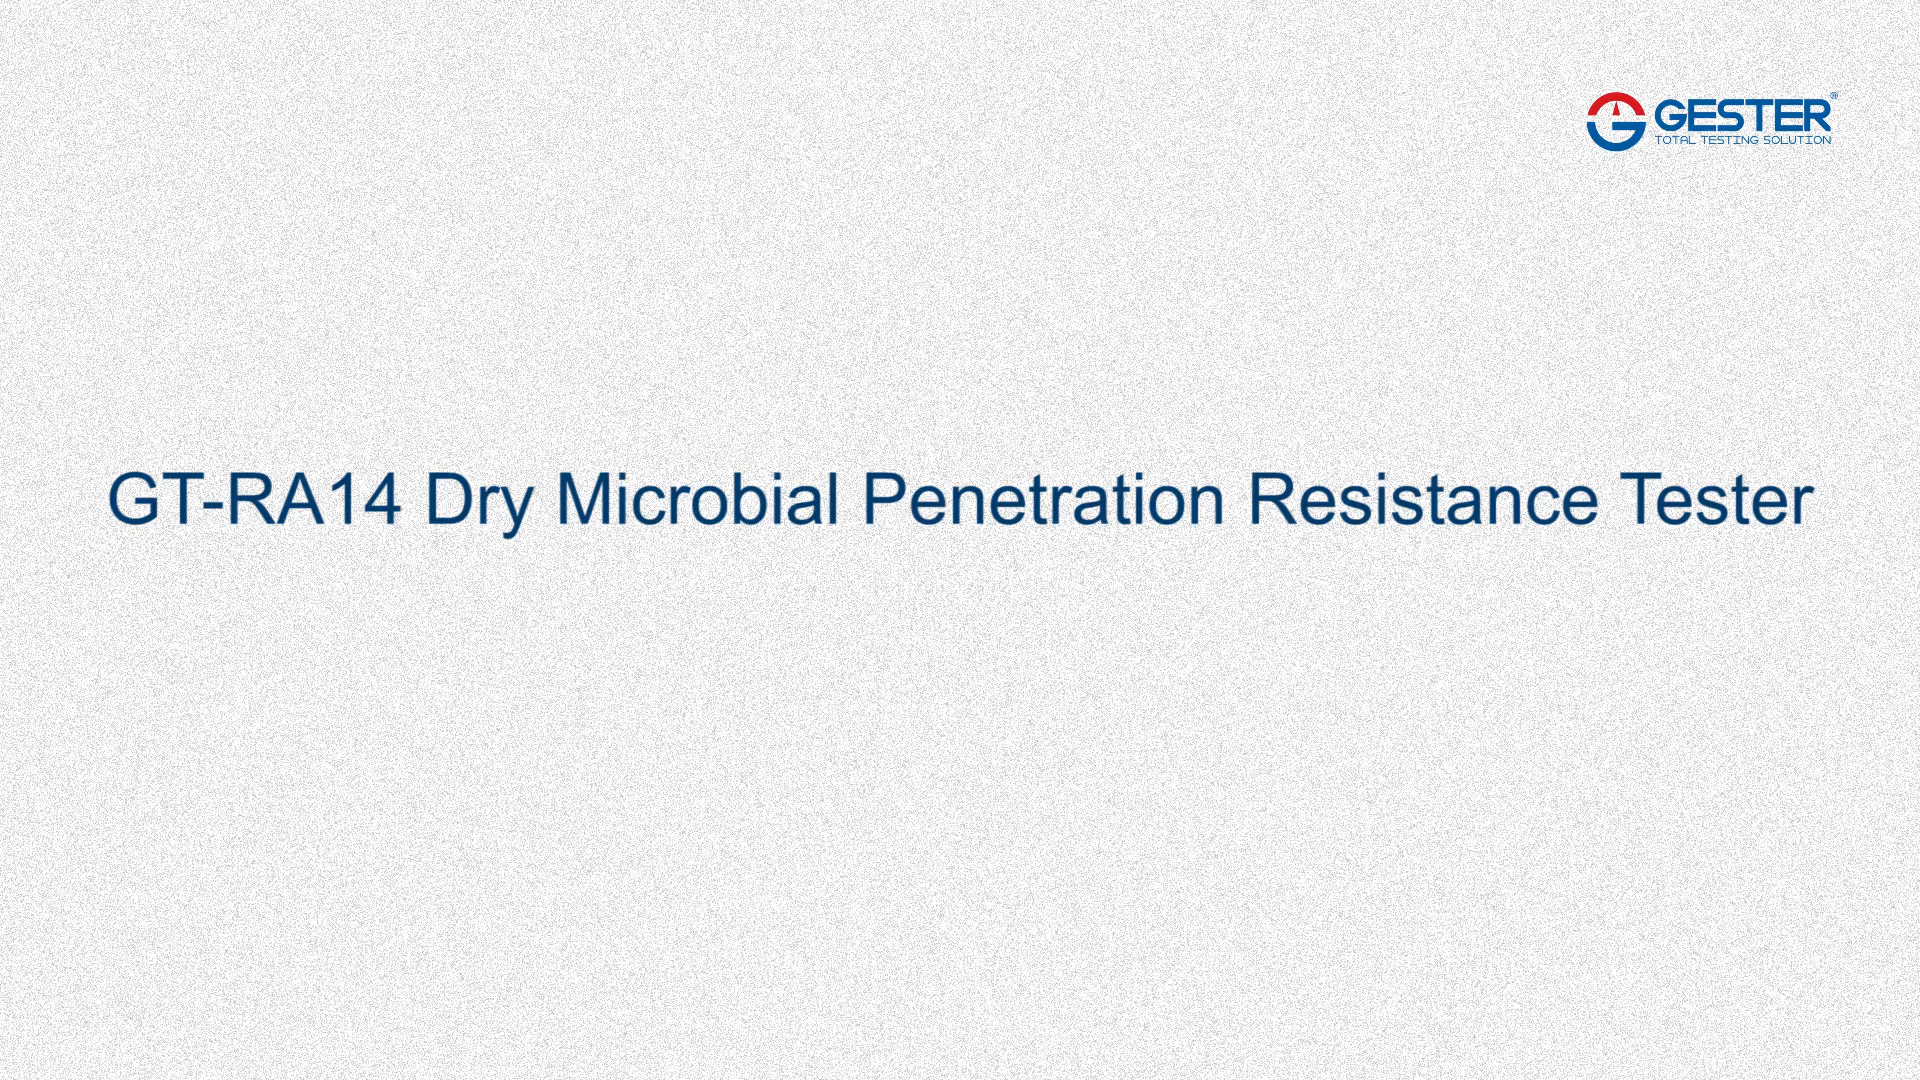 GESTER®
TOTAL TESTING SOLUTION
GT-RA14 Dry Microbial Penetration Resistance Tester